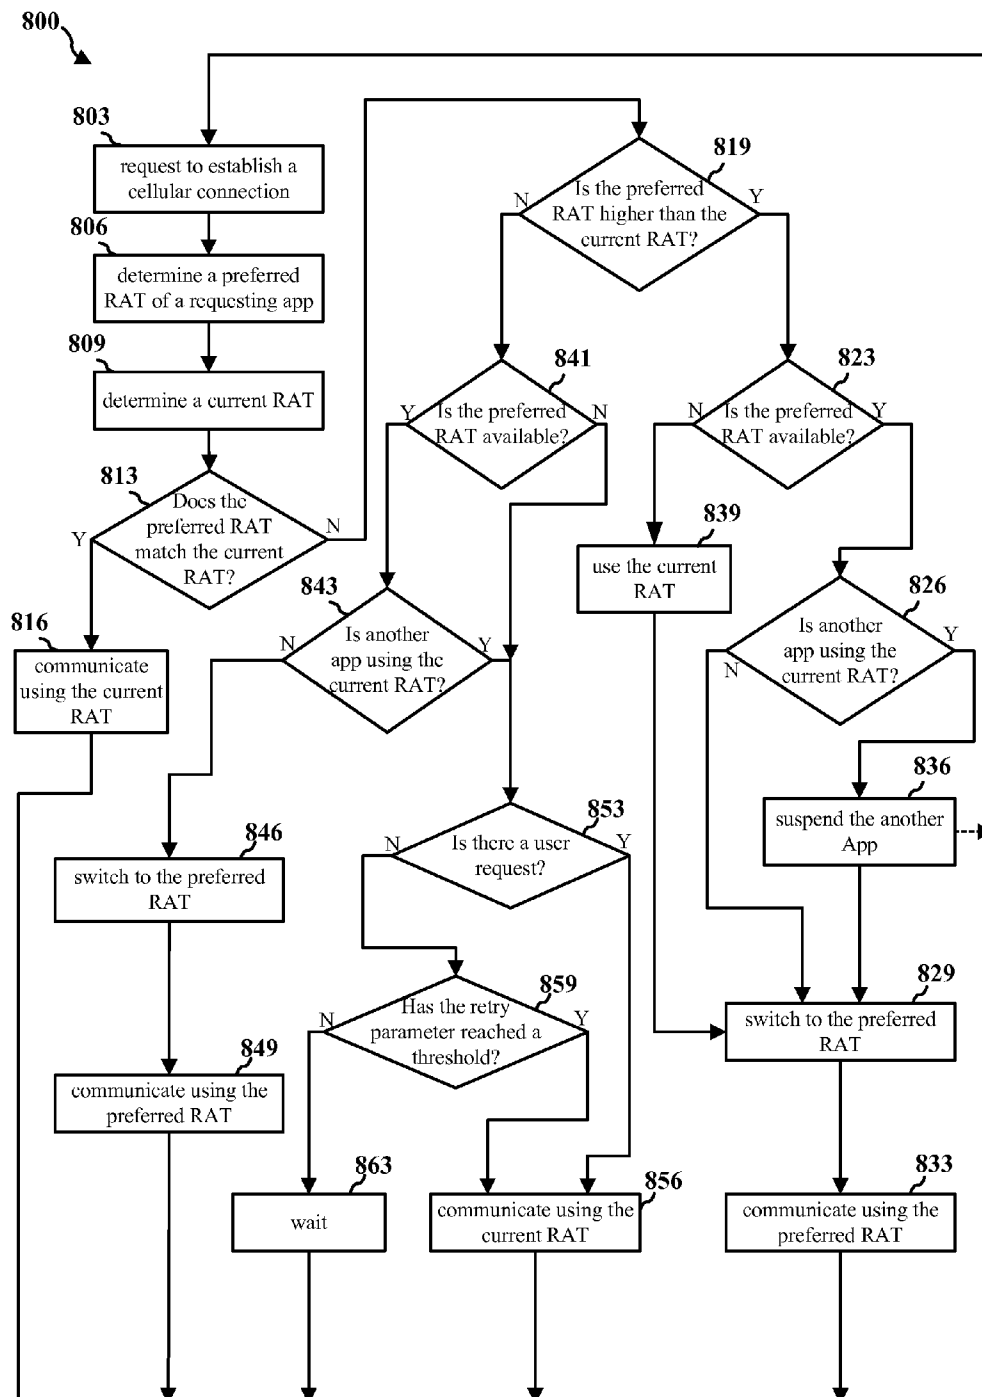 800
803
request to establish a
cellular connection
806
determine a preferred
RAT of a requesting app
809
determine a current RAT
813
Does the
preferred RAT
match the current
RAT?
Y
N
816
communicate
using the current
RAT
819
Is the preferred
RAT higher than the
current RAT?
N
Y
841
Is the preferred
RAT available?
Y
N
823
Is the preferred
RAT available?
N
Y
839
use the current
RAT
843
Is another
app using the
current RAT?
N
Y
826
Is another
app using the
current RAT?
N
Y
836
suspend the another
App
846
switch to the preferred
RAT
853
Is there a user
request?
N
Y
859
Has the retry
parameter reached a
threshold?
N
Y
829
switch to the preferred
RAT
849
communicate using the
preferred RAT
863
wait
856
communicate using the
current RAT
833
communicate using the
preferred RAT